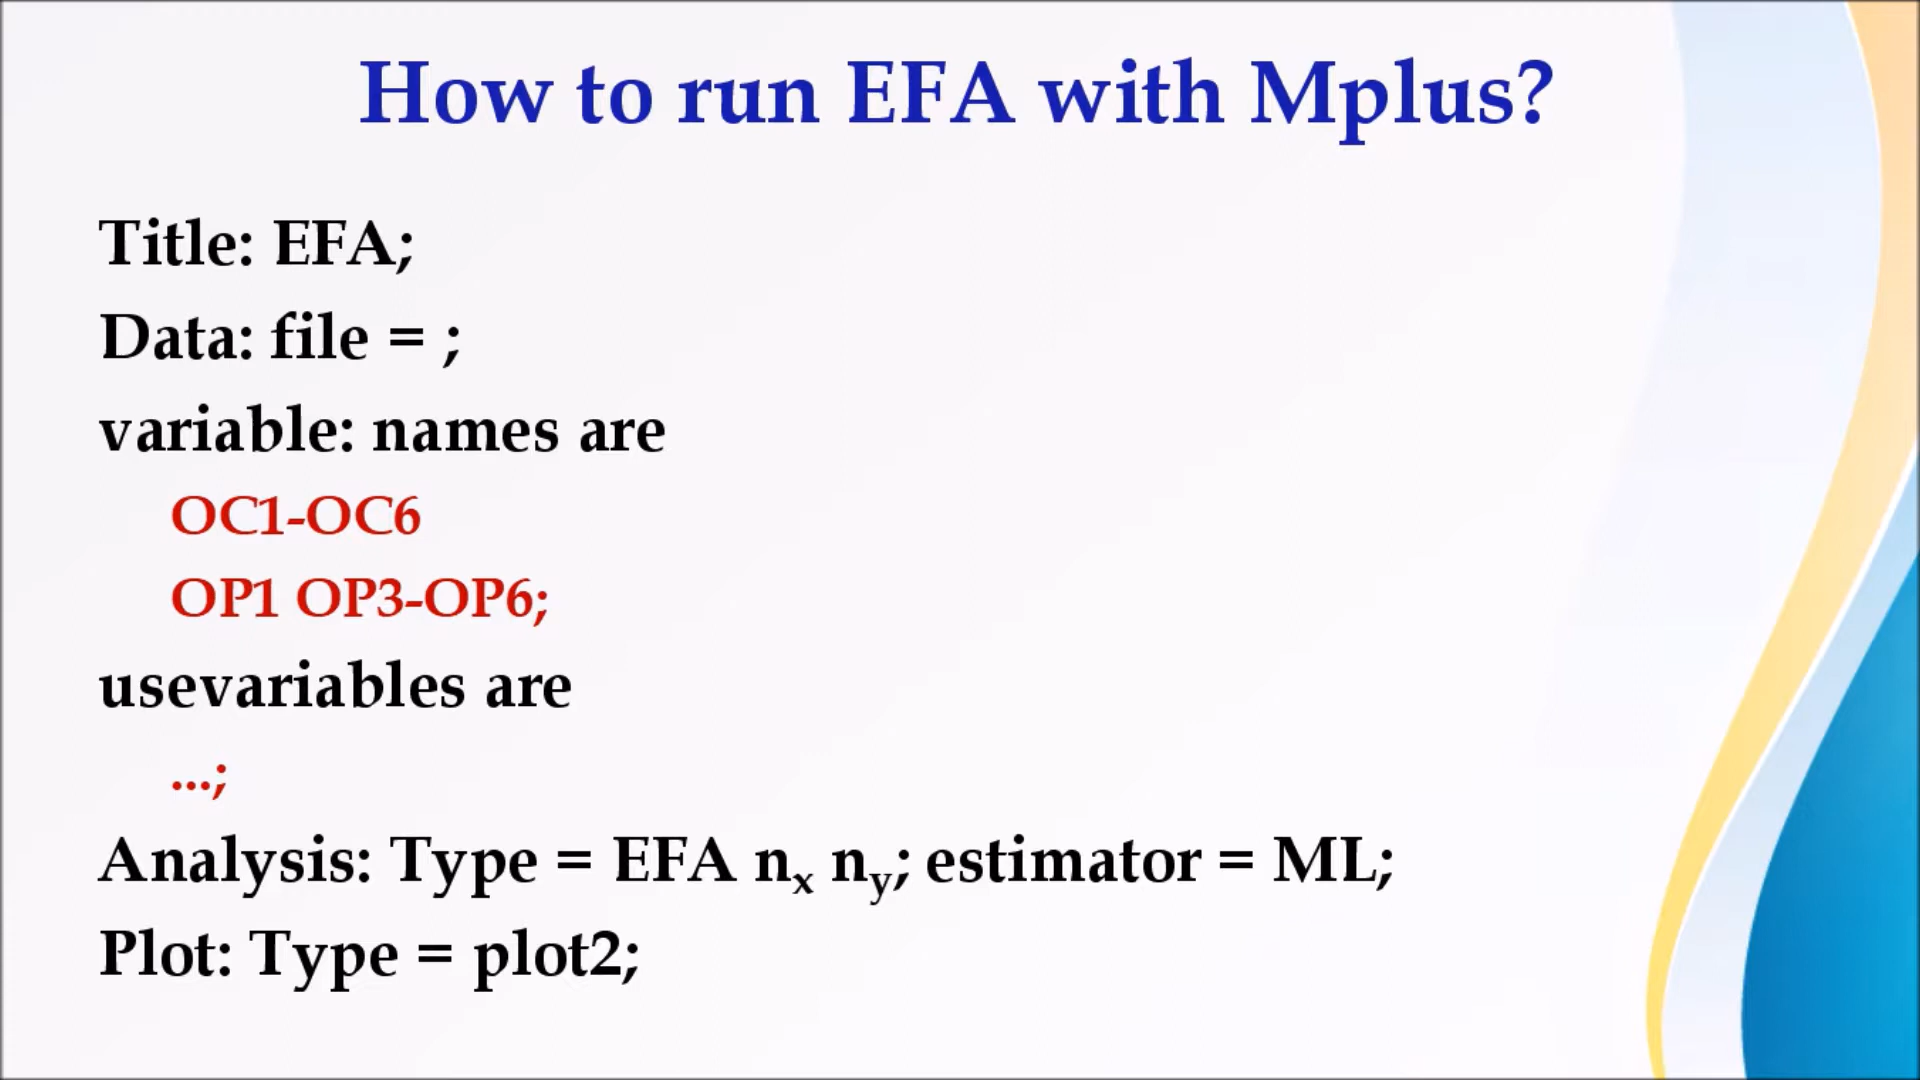 How to run EFA with Mplus?
Title: EFA;
Data: file = ;
variable: names are
OC1-OC6
OP1 OP3-OP6;
usevariables are
...;
Analysis: Type = EFA nₓ n_y; estimator = ML;
Plot: Type = plot2;